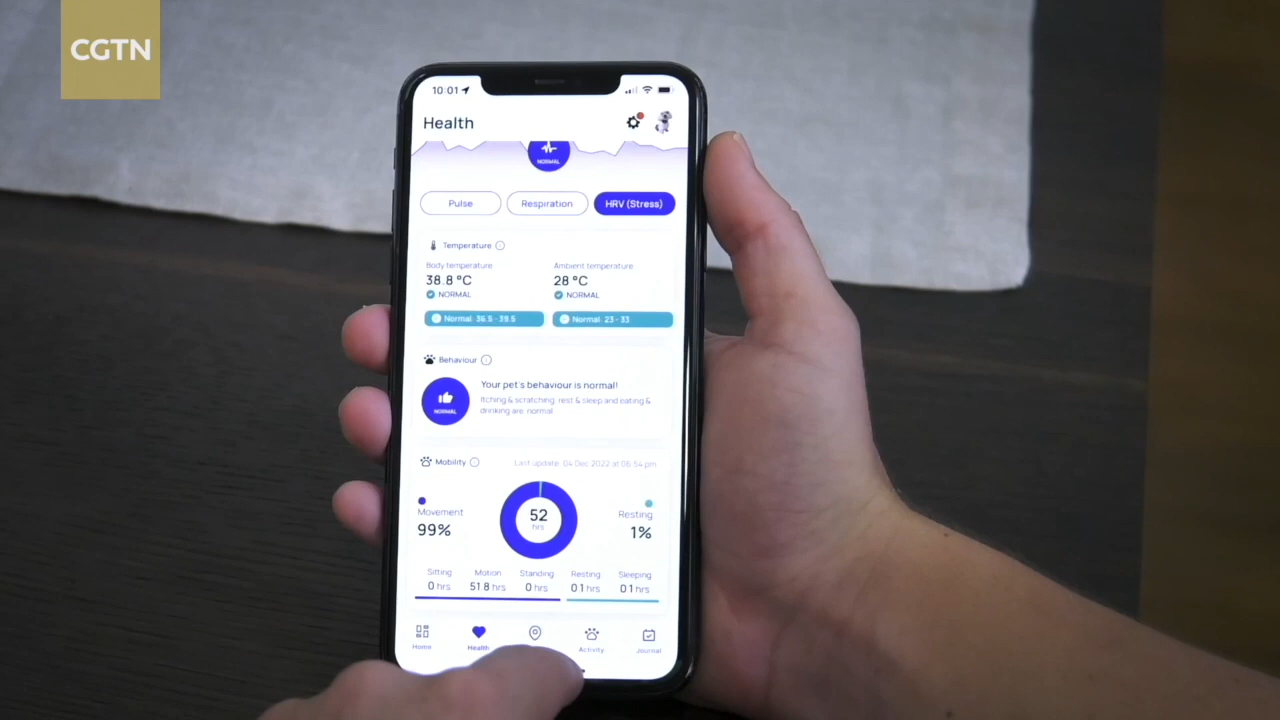 CGTN
10:01
Health
NORMAL
Pulse
Respiration
HRV (Stress)
Temperature
Body temperature
Ambient temperature
38.8 °C
28 °C
NORMAL
NORMAL
Normal 36.5 - 39.5
Normal 23 - 33
Behaviour
Your pet's behaviour is normal!
NORMAL
Itching & scratching, rest & sleep and eating &
drinking are normal
Mobility
Last update: 04 Dec 2022 at 06:54 pm
Movement
99%
52
hrs
Resting
1%
Sitting
Motion
Standing
Resting
Sleeping
0 hrs
51.8 hrs
0 hrs
0.1 hrs
0.1 hrs
Home
Health
Activity
Journal